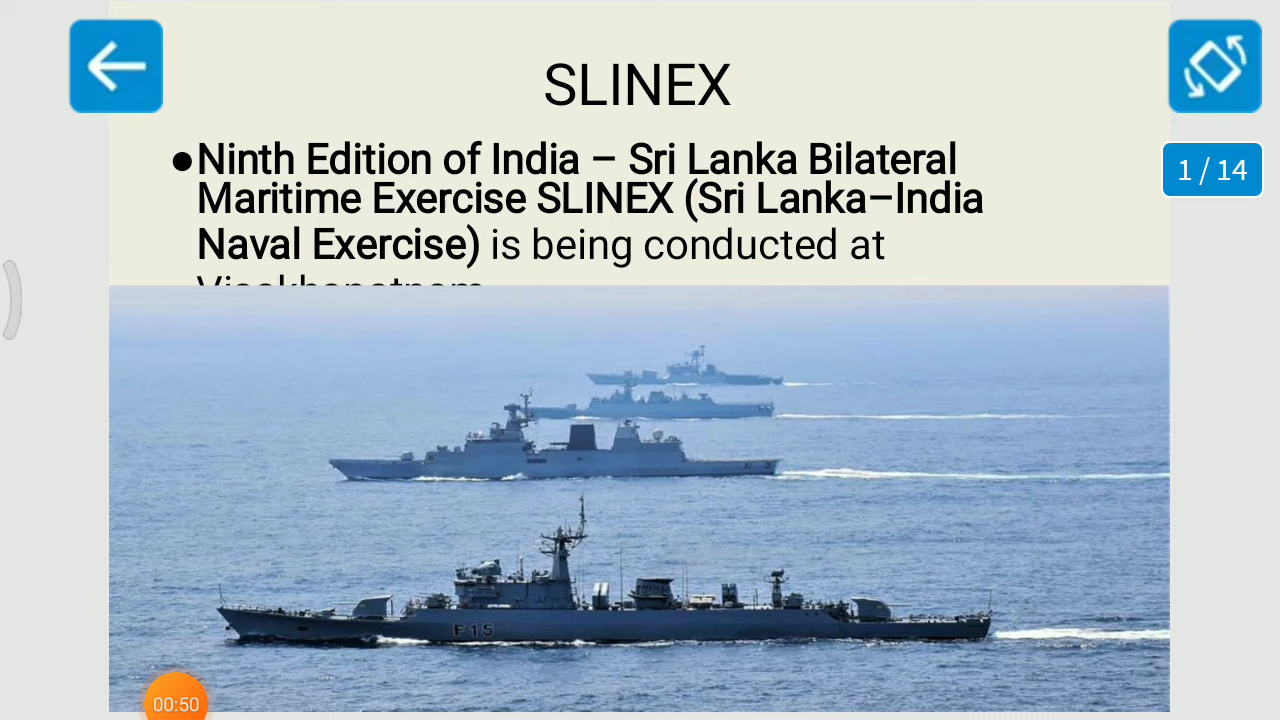 SLINEX
1 / 14
●Ninth Edition of India – Sri Lanka Bilateral
Maritime Exercise SLINEX (Sri Lanka–India
Naval Exercise) is being conducted at
F15
00:50